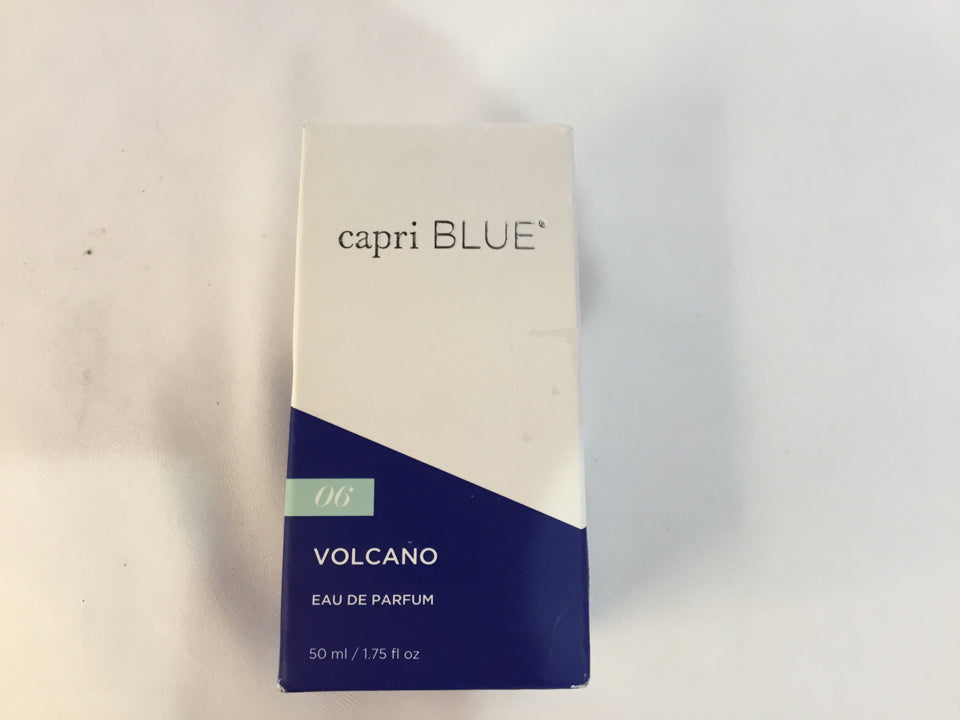 capri BLUE®
06
VOLCANO
EAU DE PARFUM
50 ml / 1.75 fl oz